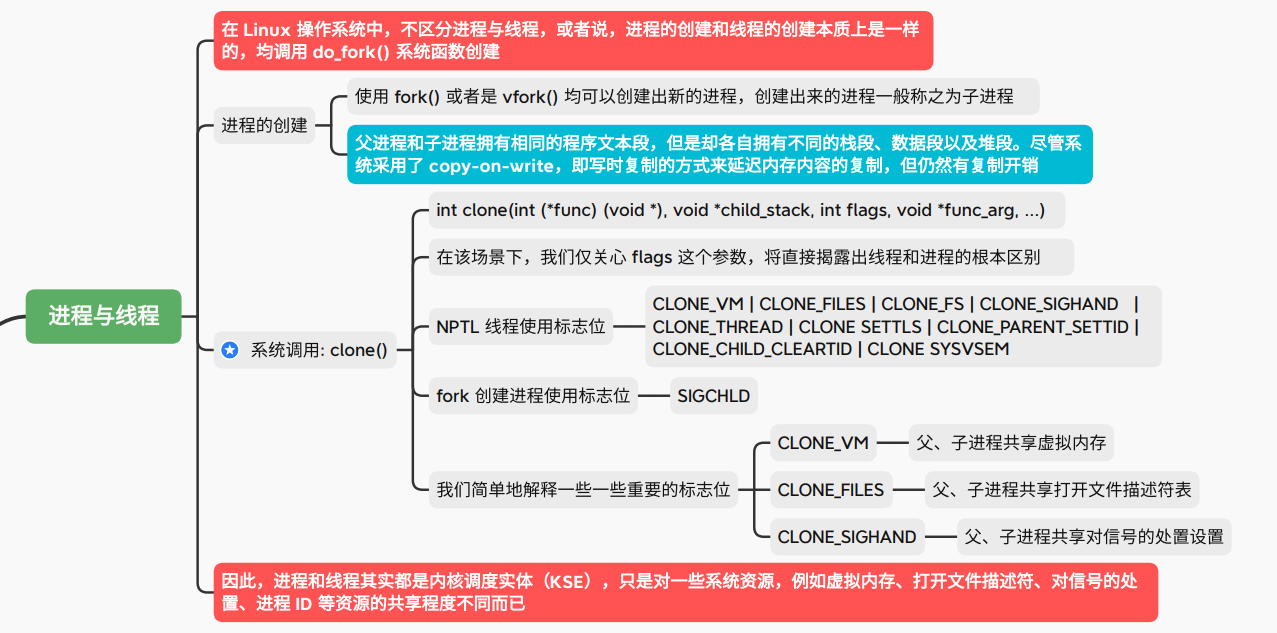 在 Linux 操作系统中，不区分进程与线程，或者说，进程的创建和线程的创建本质上是一样
的，均调用 do_fork() 系统函数创建
进程的创建
使用 fork() 或者是 vfork() 均可以创建出新的进程，创建出来的进程一般称之为子进程
父进程和子进程拥有相同的程序文本段，但是却各自拥有不同的栈段、数据段以及堆段。尽管系
统采用了 copy-on-write，即写时复制的方式来延迟内存内容的复制，但仍然有复制开销
进程与线程
系统调用: clone()
int clone(int (*func) (void *), void *child_stack, int flags, void *func_arg, ...)
在该场景下，我们仅关心 flags 这个参数，将直接揭露出线程和进程的根本区别
NPTL 线程使用标志位
CLONE_VM | CLONE_FILES | CLONE_FS | CLONE_SIGHAND |
CLONE_THREAD | CLONE SETTLS | CLONE_PARENT_SETTID |
CLONE_CHILD_CLEARTID | CLONE SYSVSEM
fork 创建进程使用标志位
SIGCHLD
我们简单地解释一些一些重要的标志位
CLONE_VM
父、子进程共享虚拟内存
CLONE_FILES
父、子进程共享打开文件描述符表
CLONE_SIGHAND
父、子进程共享对信号的处置设置
因此，进程和线程其实都是内核调度实体（KSE），只是对一些系统资源，例如虚拟内存、打开文件描述符、对信号的处
置、进程 ID 等资源的共享程度不同而已